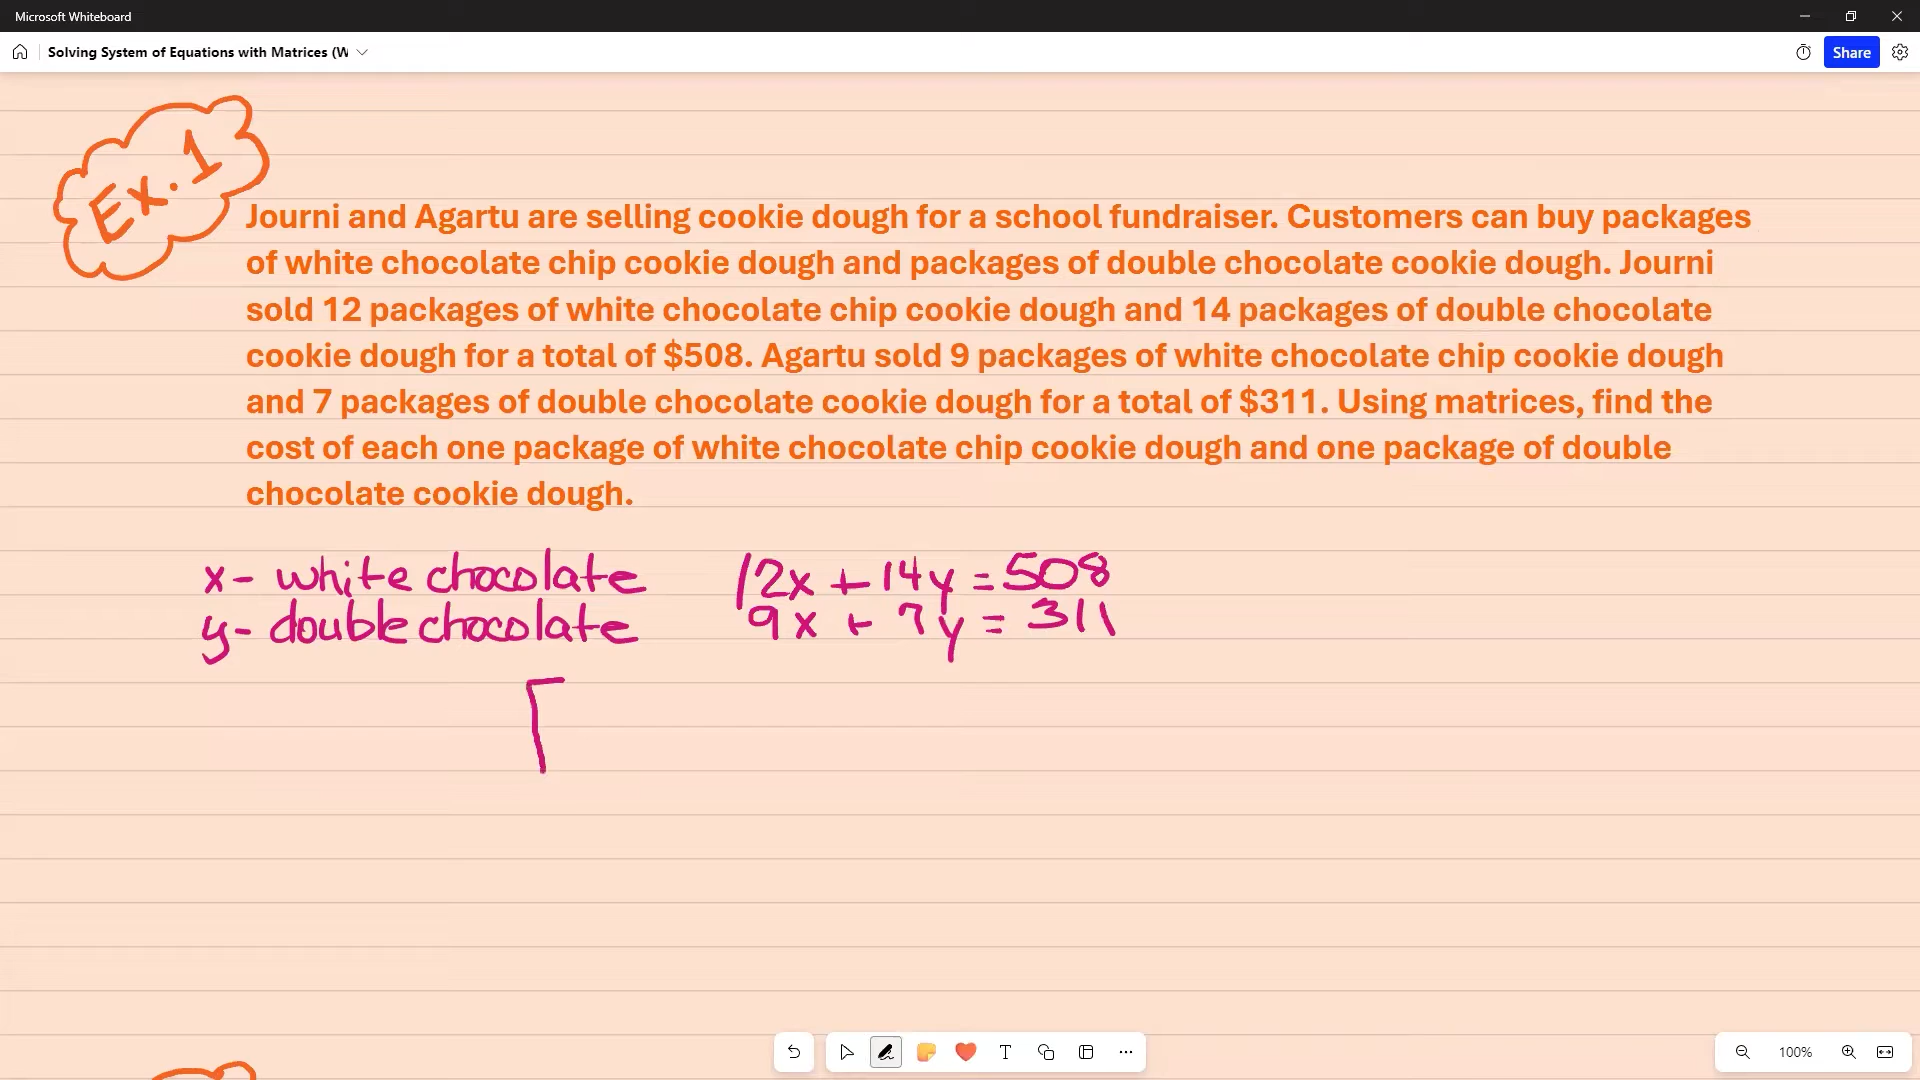 Microsoft Whiteboard
Solving System of Equations with Matrices (W
Share
Ex. 1
Journi and Agartu are selling cookie dough for a school fundraiser. Customers can buy packages
of white chocolate chip cookie dough and packages of double chocolate cookie dough. Journi
sold 12 packages of white chocolate chip cookie dough and 14 packages of double chocolate
cookie dough for a total of $508. Agartu sold 9 packages of white chocolate chip cookie dough
and 7 packages of double chocolate cookie dough for a total of $311. Using matrices, find the
cost of each one package of white chocolate chip cookie dough and one package of double
chocolate cookie dough.
x - white chocolate
12x + 14y = 508
y - double chocolate
9x + 7y = 311
100%